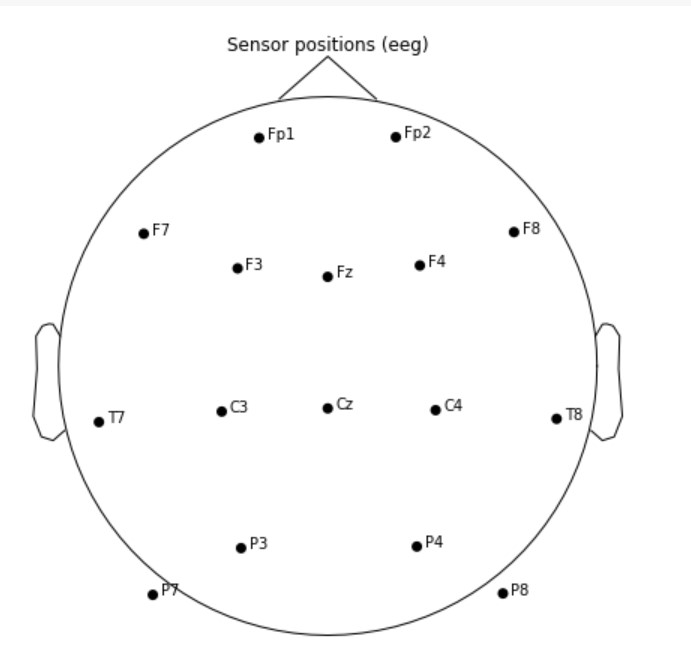 Sensor positions (eeg)
Fp1
Fp2
F7
F8
F3
Fz
F4
T7
C3
Cz
C4
T8
P3
P4
P7
P8